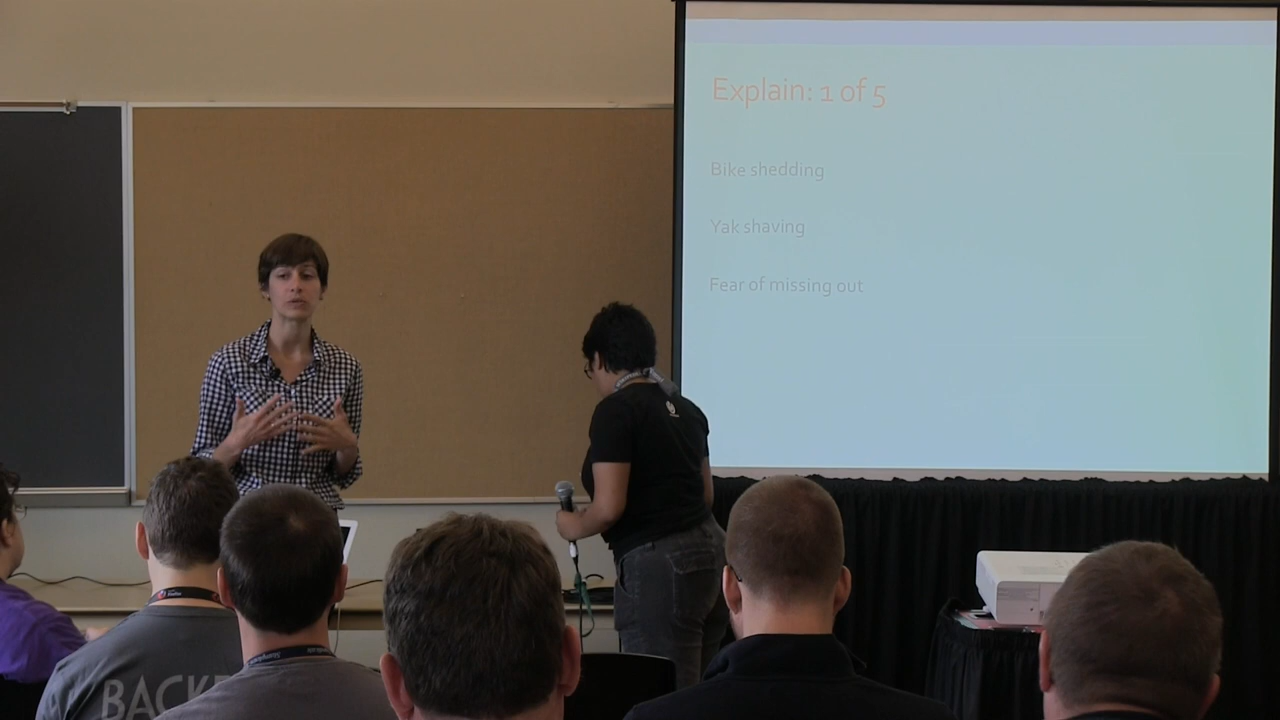 Explain: 1 of 5
Bike shedding
Yak shaving
Fear of missing out